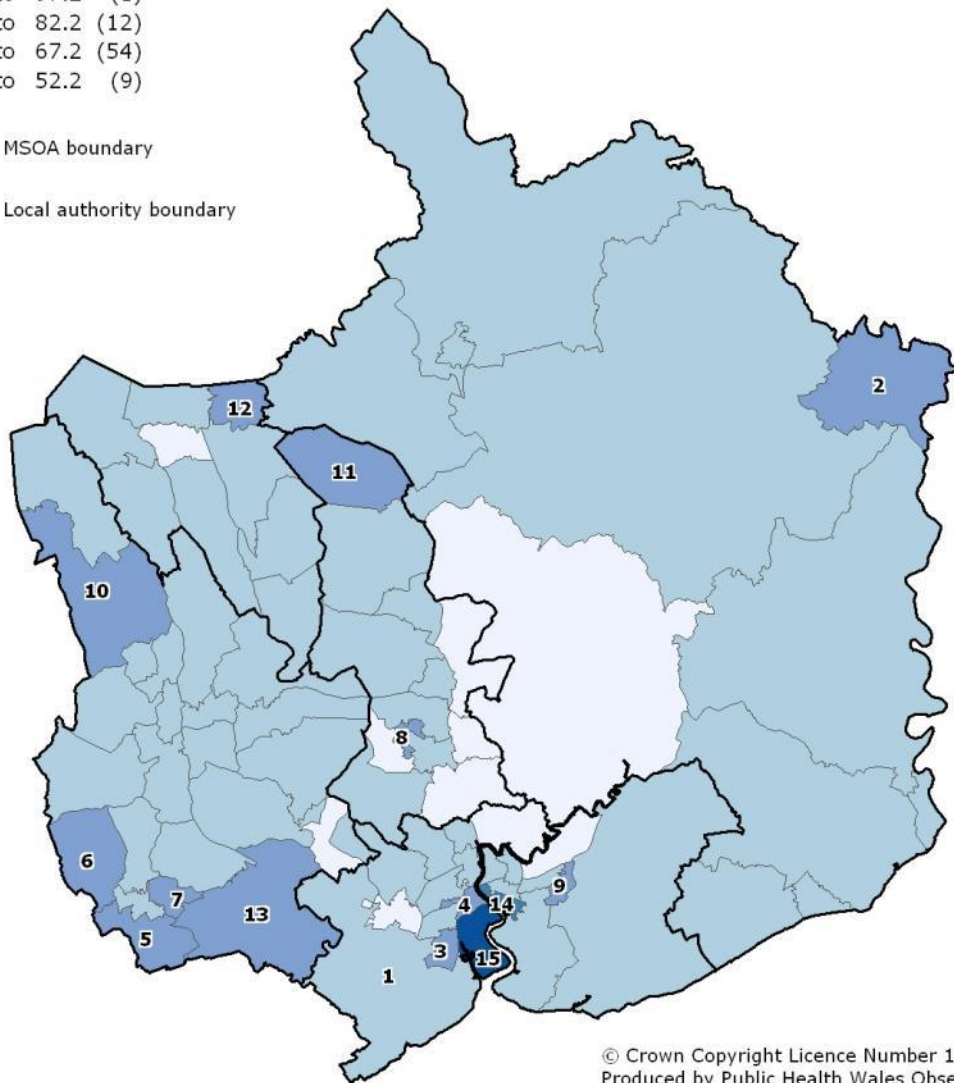 to 82.2 (12)
to 67.2 (54)
to 52.2 (9)
MSOA boundary
Local authority boundary
2
12
11
10
8
6
9
7
4 14
13
5
3
15
1
© Crown Copyright Licence Number 1
Produced by Public Health Wales Obse